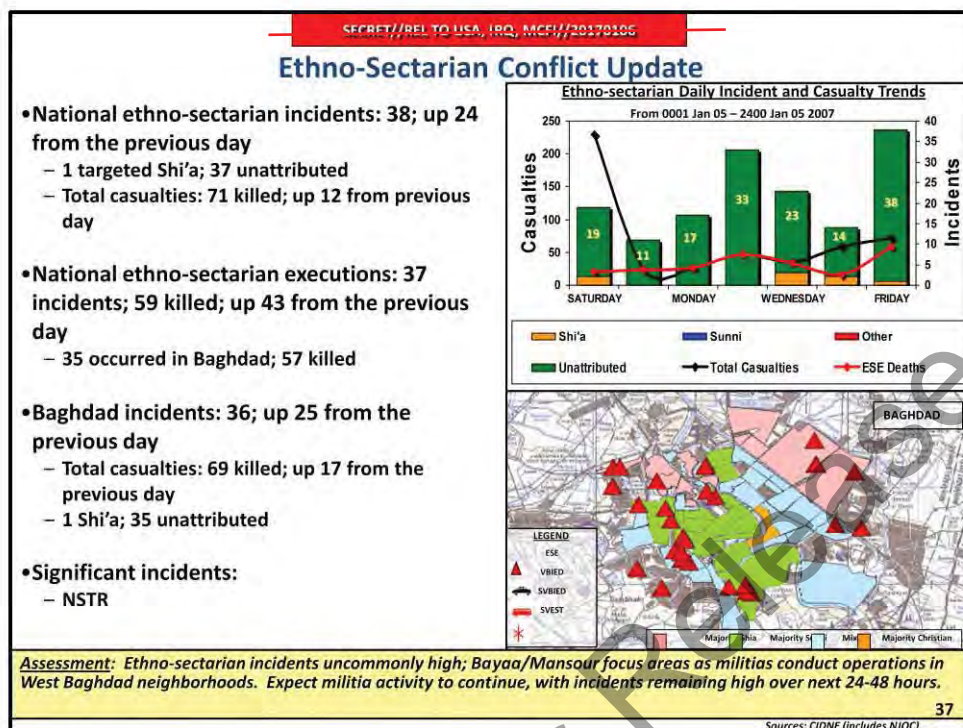 SECRET//REL TO USA, IRQ, MCFI//20170106
Ethno-Sectarian Conflict Update
•National ethno-sectarian incidents: 38; up 24
from the previous day
– 1 targeted Shi'a; 37 unattributed
– Total casualties: 71 killed; up 12 from previous
day
•National ethno-sectarian executions: 37
incidents; 59 killed; up 43 from the previous
day
– 35 occurred in Baghdad; 57 killed
•Baghdad incidents: 36; up 25 from the
previous day
– Total casualties: 69 killed; up 17 from the
previous day
– 1 Shi'a; 35 unattributed
•Significant incidents:
– NSTR
Ethno-sectarian Daily Incident and Casualty Trends
From 0001 Jan 05 – 2400 Jan 05 2007
Casualties
250
200
150
100
50
0
19
11
17
33
23
14
38
40
35
30
25
20
15
10
5
0
Incidents
SATURDAY MONDAY WEDNESDAY FRIDAY
Shi'a Sunni Other
Unattributed Total Casualties ESE Deaths
BAGHDAD
LEGEND
ESE
VBIED
SVBIED
SVEST
Majority Christian
Release
Assessment: Ethno-sectarian incidents uncommonly high; Bayaa/Mansour focus areas as militias conduct operations in
West Baghdad neighborhoods. Expect militia activity to continue, with incidents remaining high over next 24-48 hours.
37
Sources: CIDNE (includes NJOC)